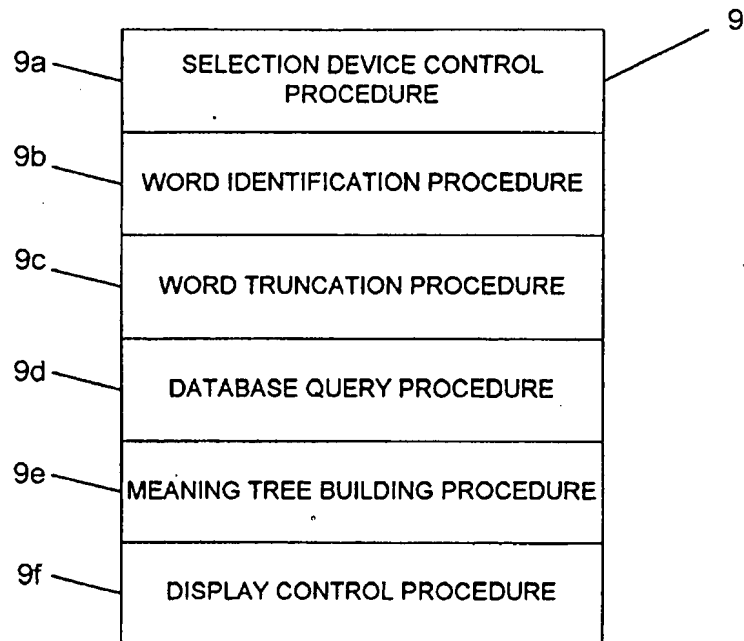 9
9a
SELECTION DEVICE CONTROL
PROCEDURE
9b
WORD IDENTIFICATION PROCEDURE
9c
WORD TRUNCATION PROCEDURE
9d
DATABASE QUERY PROCEDURE
9e
MEANING TREE BUILDING PROCEDURE
9f
DISPLAY CONTROL PROCEDURE